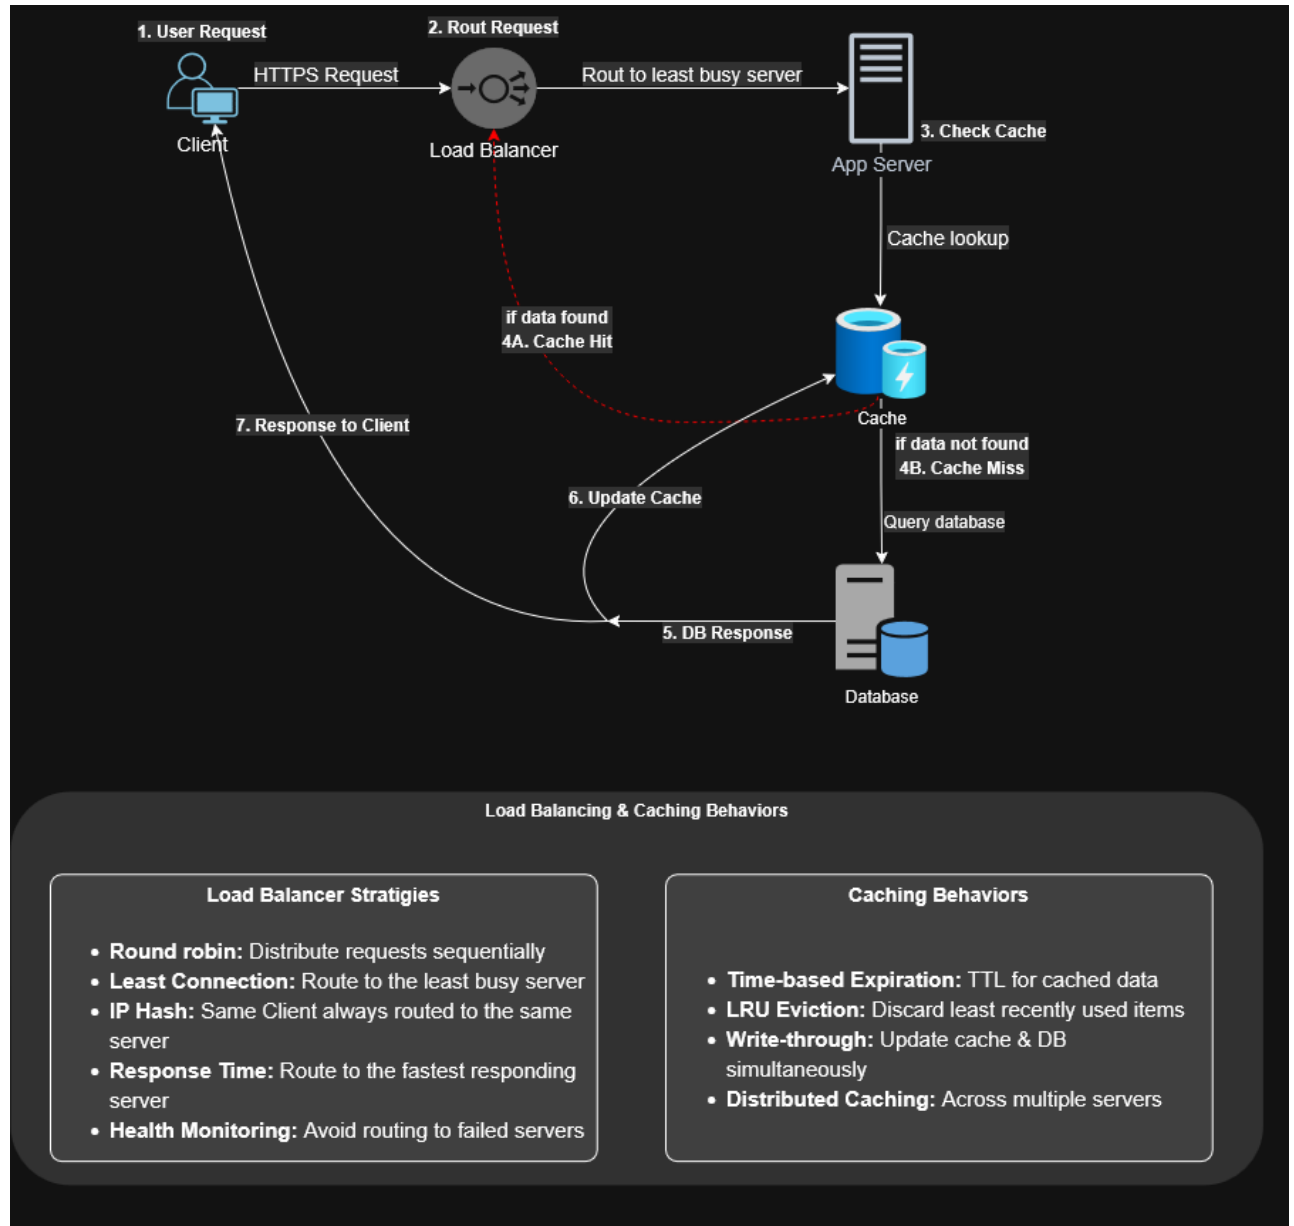 1. User Request
2. Rout Request
HTTPS Request
Rout to least busy server
Client
Load Balancer
3. Check Cache
App Server
Cache lookup
if data found
4A. Cache Hit
Cache
7. Response to Client
if data not found
4B. Cache Miss
6. Update Cache
Query database
5. DB Response
Database
Load Balancing & Caching Behaviors
Load Balancer Stratigies
• Round robin: Distribute requests sequentially
• Least Connection: Route to the least busy server
• IP Hash: Same Client always routed to the same
server
• Response Time: Route to the fastest responding
server
• Health Monitoring: Avoid routing to failed servers
Caching Behaviors
• Time-based Expiration: TTL for cached data
• LRU Eviction: Discard least recently used items
• Write-through: Update cache & DB
simultaneously
• Distributed Caching: Across multiple servers